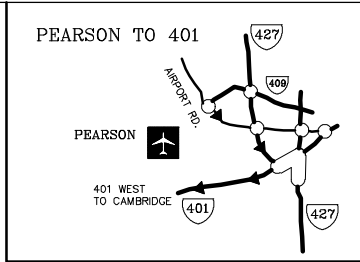 PEARSON TO 401
427
409
AIRPORT RD.
PEARSON
401 WEST
TO CAMBRIDGE
401
427